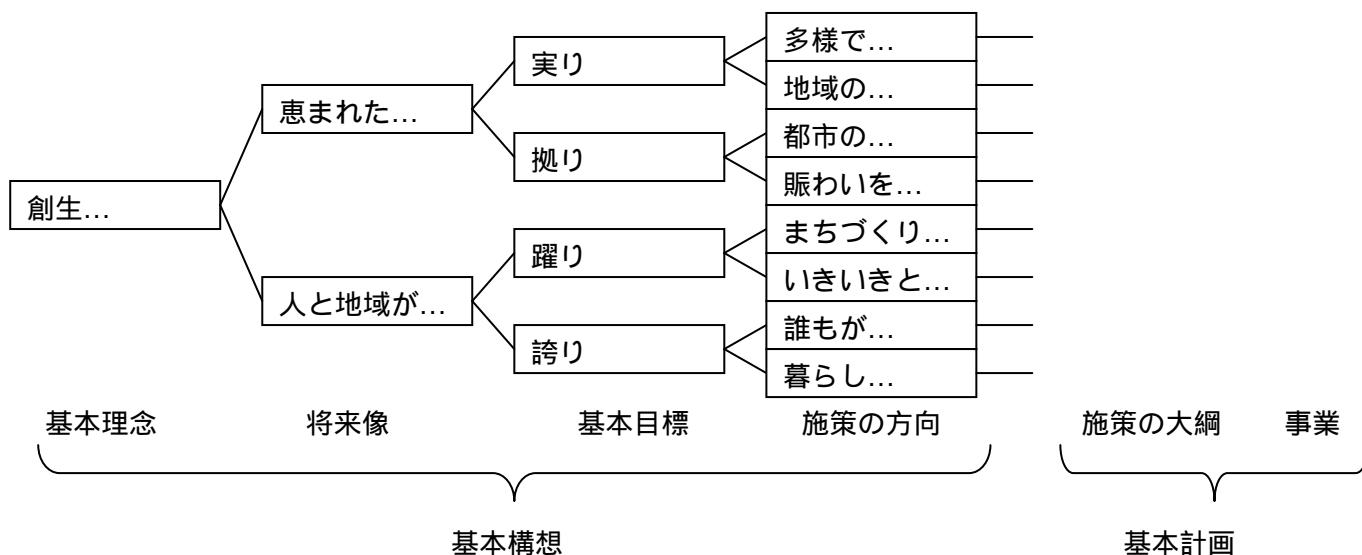 創生…
恵まれた…
人と地域が…
実り
拠り
躍り
誇り
多様で…
地域の…
都市の…
賑わいを…
まちづくり…
いきいきと…
誰もが…
暮らし…
基本理念 将来像 基本目標 施策の方向 施策の大綱 事業
基本構想 基本計画